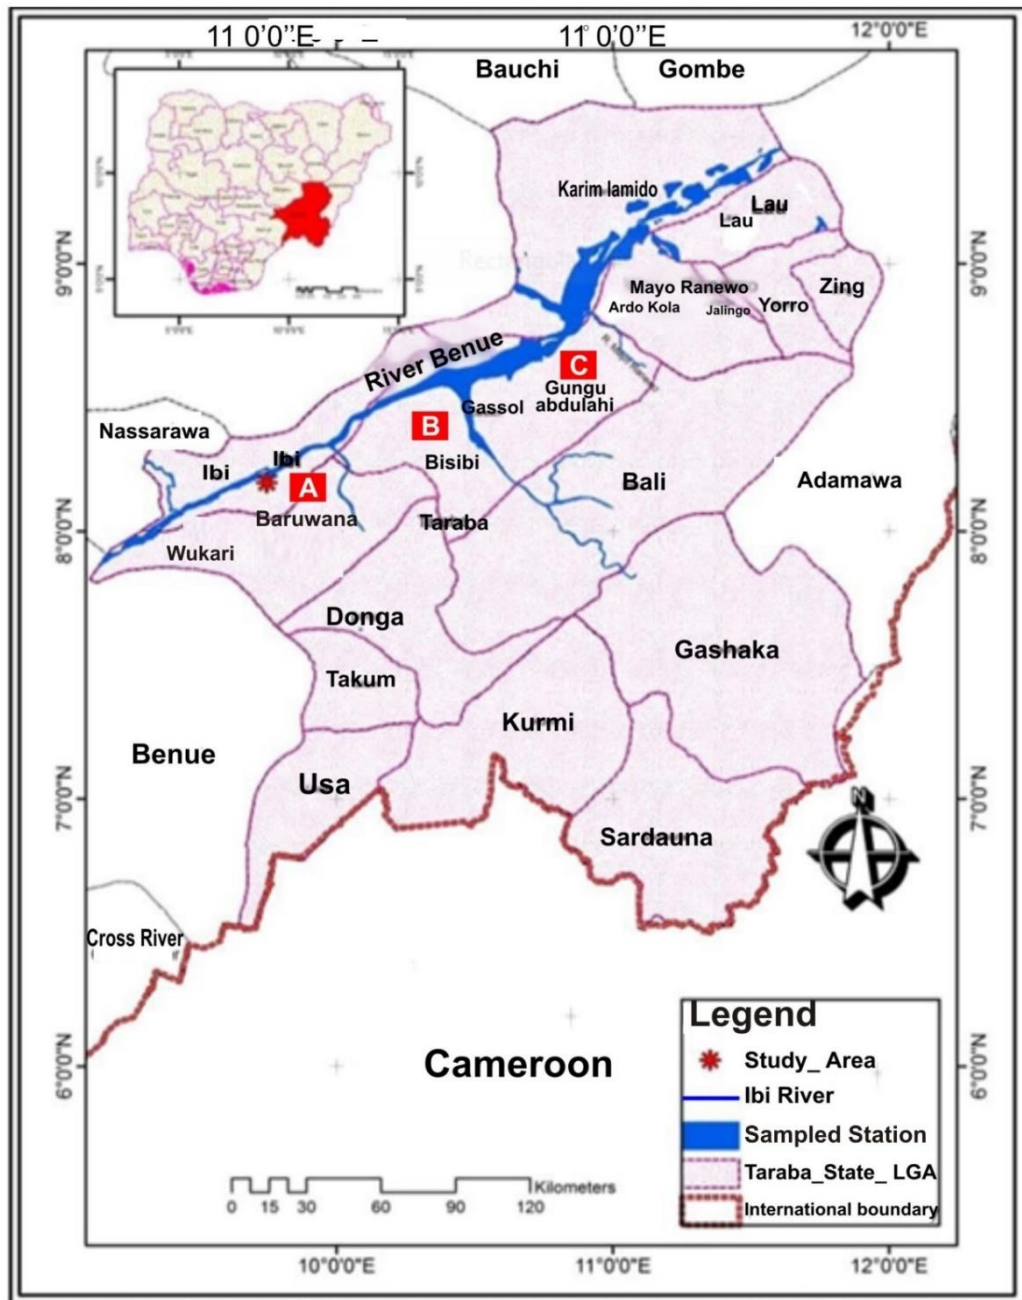 11 0'0''E
11°0'0''E
12°0'0"E
Bauchi
Gombe
Karim lamido
Lau
Lau
9°0'0"N
9°0'0"N
Mayo Ranewo
Zing
Ardo Kola
Jalingo
Yorro
River Benue
C
Gungu
abdulahi
Gassol
B
Nassarawa
Bisibi
Ibi
Ibi
A
Bali
Adamawa
Baruwana
Taraba
8°0'0"N
8°0'0"N
Wukari
Donga
Gashaka
Takum
Kurmi
Benue
Usa
7°0'0"N
7°0'0"N
N
Sardauna
Cross River
Legend
Cameroon
Study_ Area
6°0'0"N
6°0'0"N
Ibi River
Sampled Station
Taraba_State_ LGA
International boundary
Kilometers
0 15 30 60 90 120
10°0'0"E
11°0'0"E
12°0'0"E